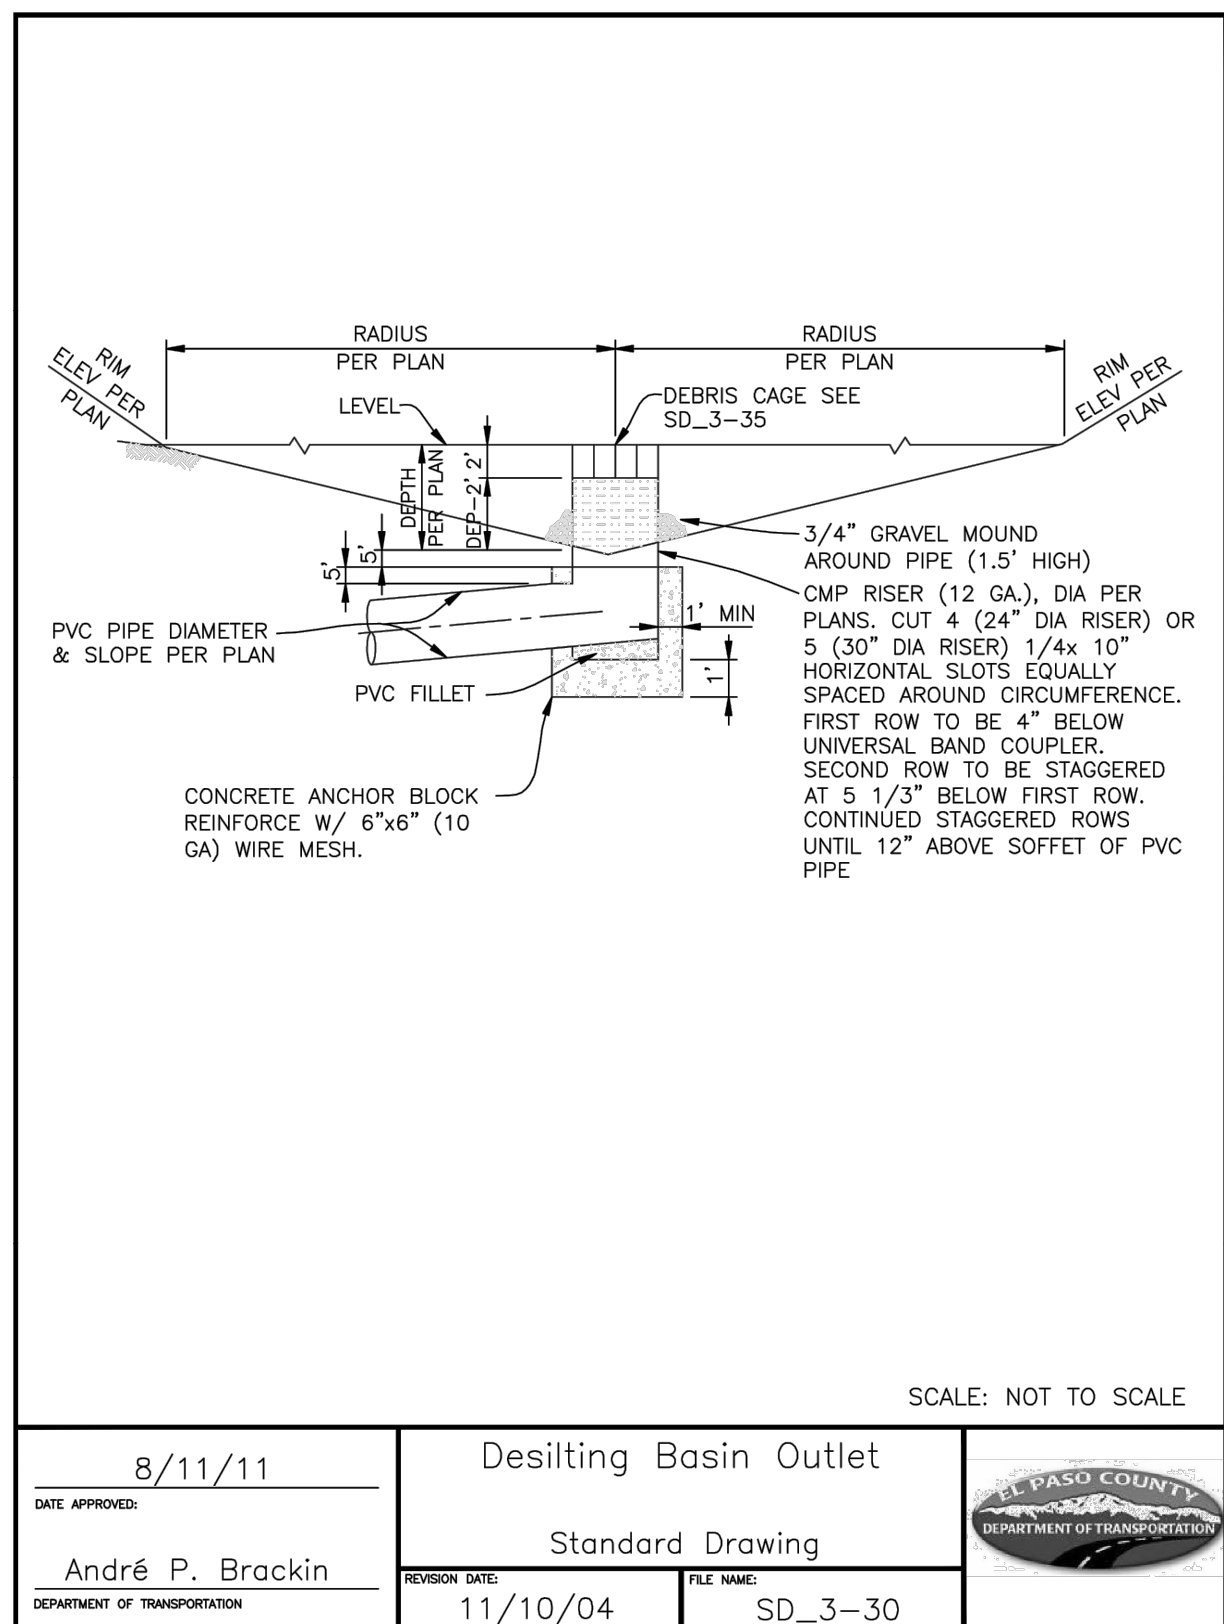 RADIUS
PER PLAN
RADIUS
PER PLAN
RIM
ELEV PER
PLAN
RIM
ELEV PER
PLAN
LEVEL
DEBRIS CAGE SEE
SD_3-35
DEPTH
PER PLAN
DEP-2'
2'
5'
5'
3/4" GRAVEL MOUND
AROUND PIPE (1.5' HIGH)
CMP RISER (12 GA.), DIA PER
PLANS. CUT 4 (24" DIA RISER) OR
5 (30" DIA RISER) 1/4x 10"
HORIZONTAL SLOTS EQUALLY
SPACED AROUND CIRCUMFERENCE.
FIRST ROW TO BE 4" BELOW
UNIVERSAL BAND COUPLER.
SECOND ROW TO BE STAGGERED
AT 5 1/3" BELOW FIRST ROW.
CONTINUED STAGGERED ROWS
UNTIL 12" ABOVE SOFFET OF PVC
PIPE
1' MIN
1'
PVC PIPE DIAMETER
& SLOPE PER PLAN
PVC FILLET
CONCRETE ANCHOR BLOCK
REINFORCE W/ 6"x6" (10
GA) WIRE MESH.
SCALE: NOT TO SCALE
8/11/11
DATE APPROVED:
André P. Brackin
DEPARTMENT OF TRANSPORTATION
Desilting Basin Outlet
Standard Drawing
REVISION DATE:
11/10/04
FILE NAME:
SD_3-30
EL PASO COUNTY
DEPARTMENT OF TRANSPORTATION